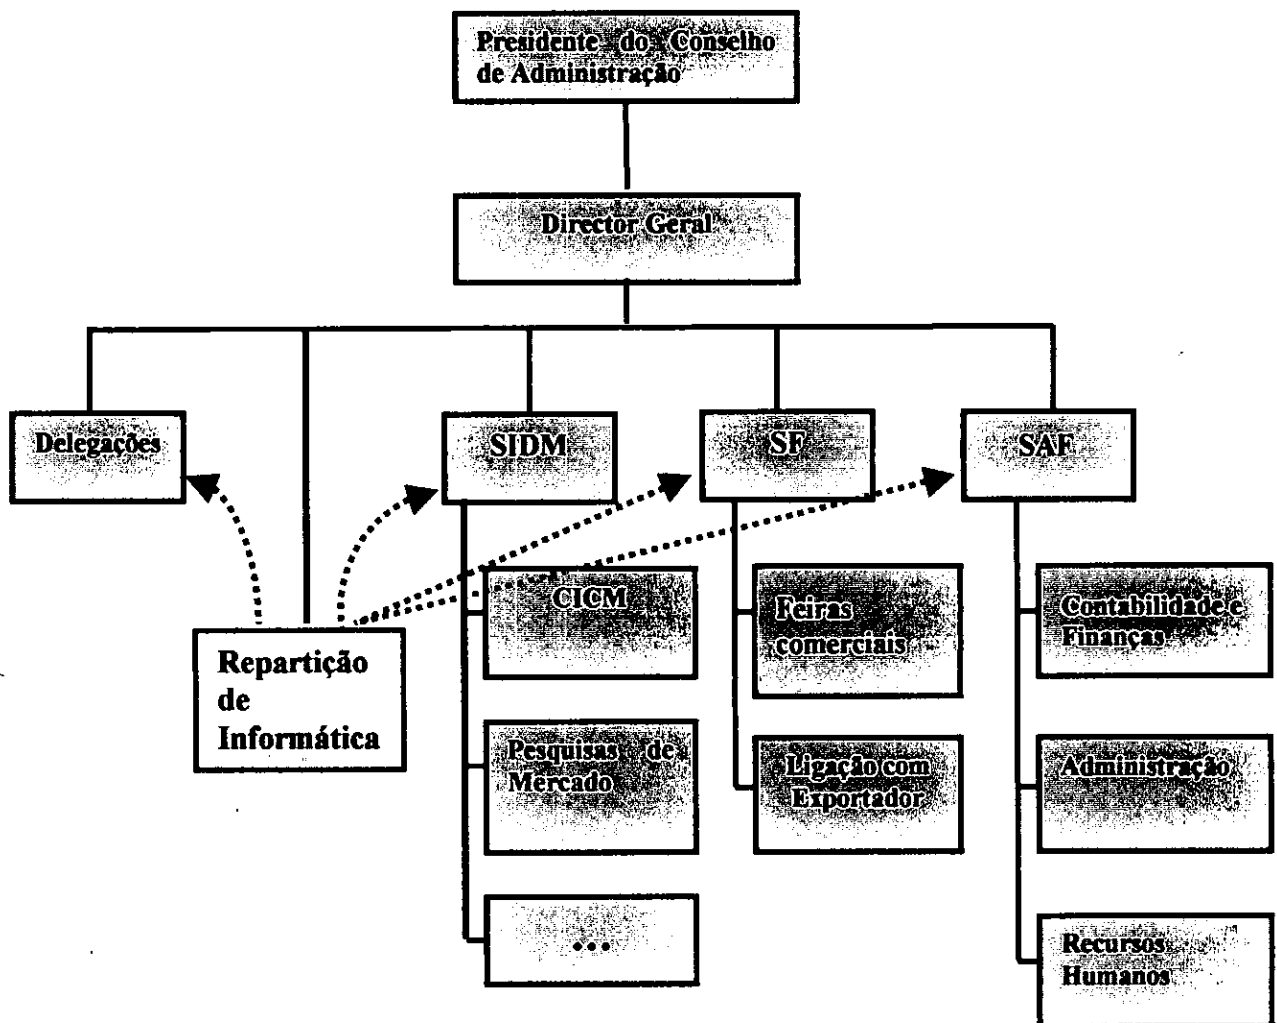 Presidente do Conselho
de Administração
Director Geral
Delegações
SIDM
SF
SAF
Repartição
de
Informática
CICM
Pesquisas de
Mercado
...
Feiras
comerciais
Ligação com
Exportador
Contabilidade e
Finanças
Administração
Recursos
Humanos